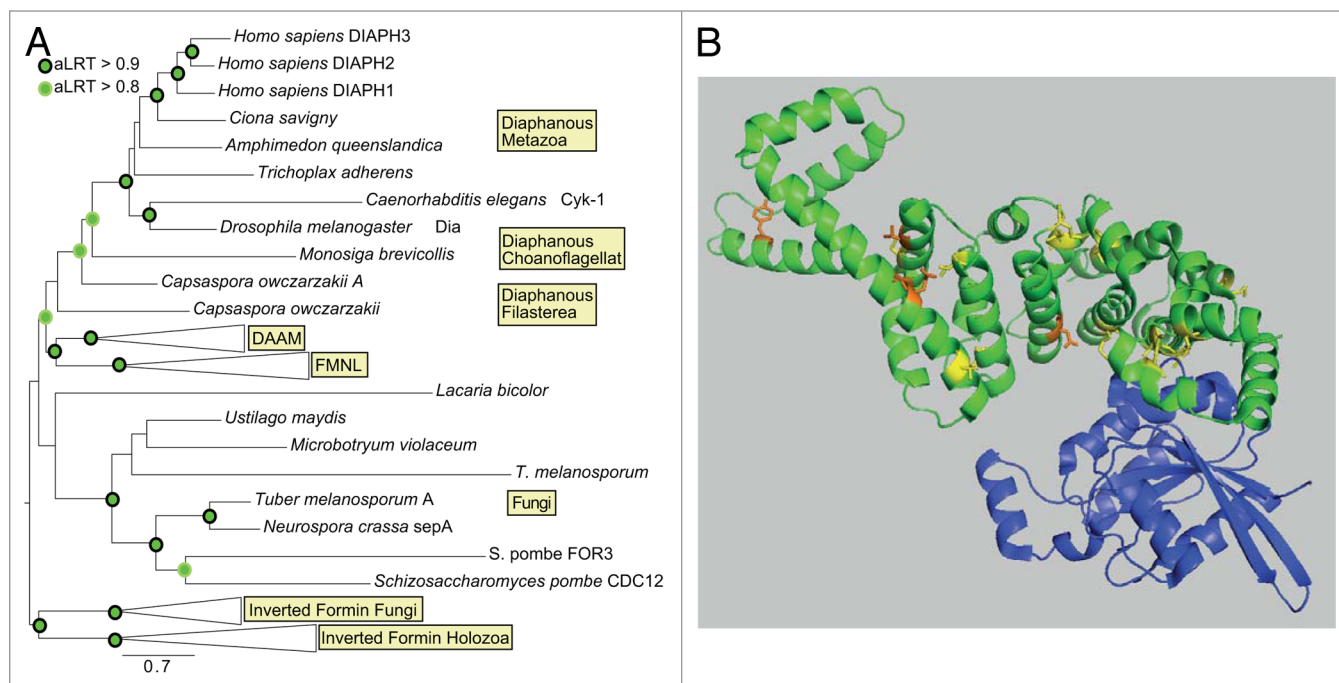 A
aLRT > 0.9
aLRT > 0.8
Homo sapiens DIAPH3
Homo sapiens DIAPH2
Homo sapiens DIAPH1
Ciona savigny
Amphimedon queenslandica
Trichoplax adherens
Caenorhabditis elegans Cyk-1
Drosophila melanogaster Dia
Monosiga brevicollis
Capsaspora owczarzakii A
Capsaspora owczarzakii
DAAM
FMNL
Lacaria bicolor
Ustilago maydis
Microbotryum violaceum
T. melanosporum
Tuber melanosporum A
Neurospora crassa sepA
S. pombe FOR3
Schizosaccharomyces pombe CDC12
Inverted Formin Fungi
Inverted Formin Holozoa
0.7
Diaphanous
Metazoa
Diaphanous
Choanoflagellat
Diaphanous
Filasterea
Fungi
B